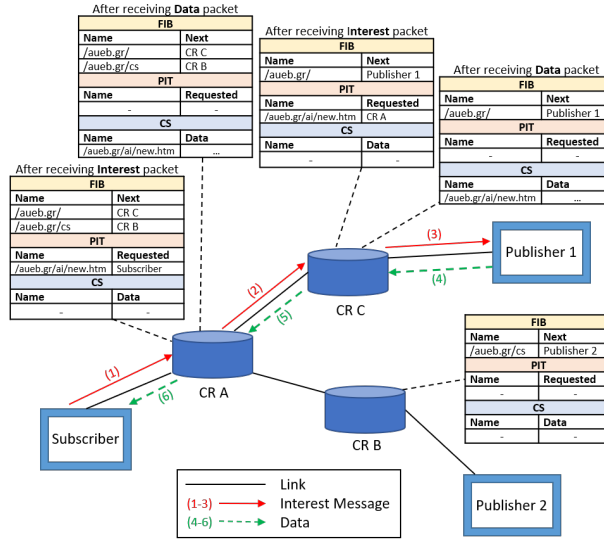 After receiving Data packet
FIB
Name Next
/aueb.gr/ CR C
/aueb.gr/cs CR B
PIT
Name Requested
- -
CS
Name Data
/aueb.gr/ai/new.htm ...
After receiving Interest packet
FIB
Name Next
/aueb.gr/ Publisher 1
PIT
Name Requested
/aueb.gr/ai/new.htm CR A
CS
Name Data
- -
After receiving Data packet
FIB
Name Next
/aueb.gr/ Publisher 1
PIT
Name Requested
- -
CS
Name Data
/aueb.gr/ai/new.htm ...
After receiving Interest packet
FIB
Name Next
/aueb.gr/ CR C
/aueb.gr/cs CR B
PIT
Name Requested
/aueb.gr/ai/new.htm Subscriber
CS
Name Data
- -
(3)
Publisher 1
(4)
(2)
(5)
CR C
(1)
(6)
CR A
Subscriber
FIB
Name Next
/aueb.gr/cs Publisher 2
PIT
Name Requested
- -
CS
Name Data
- -
CR B
Publisher 2
Link
(1-3) Interest Message
(4-6) Data